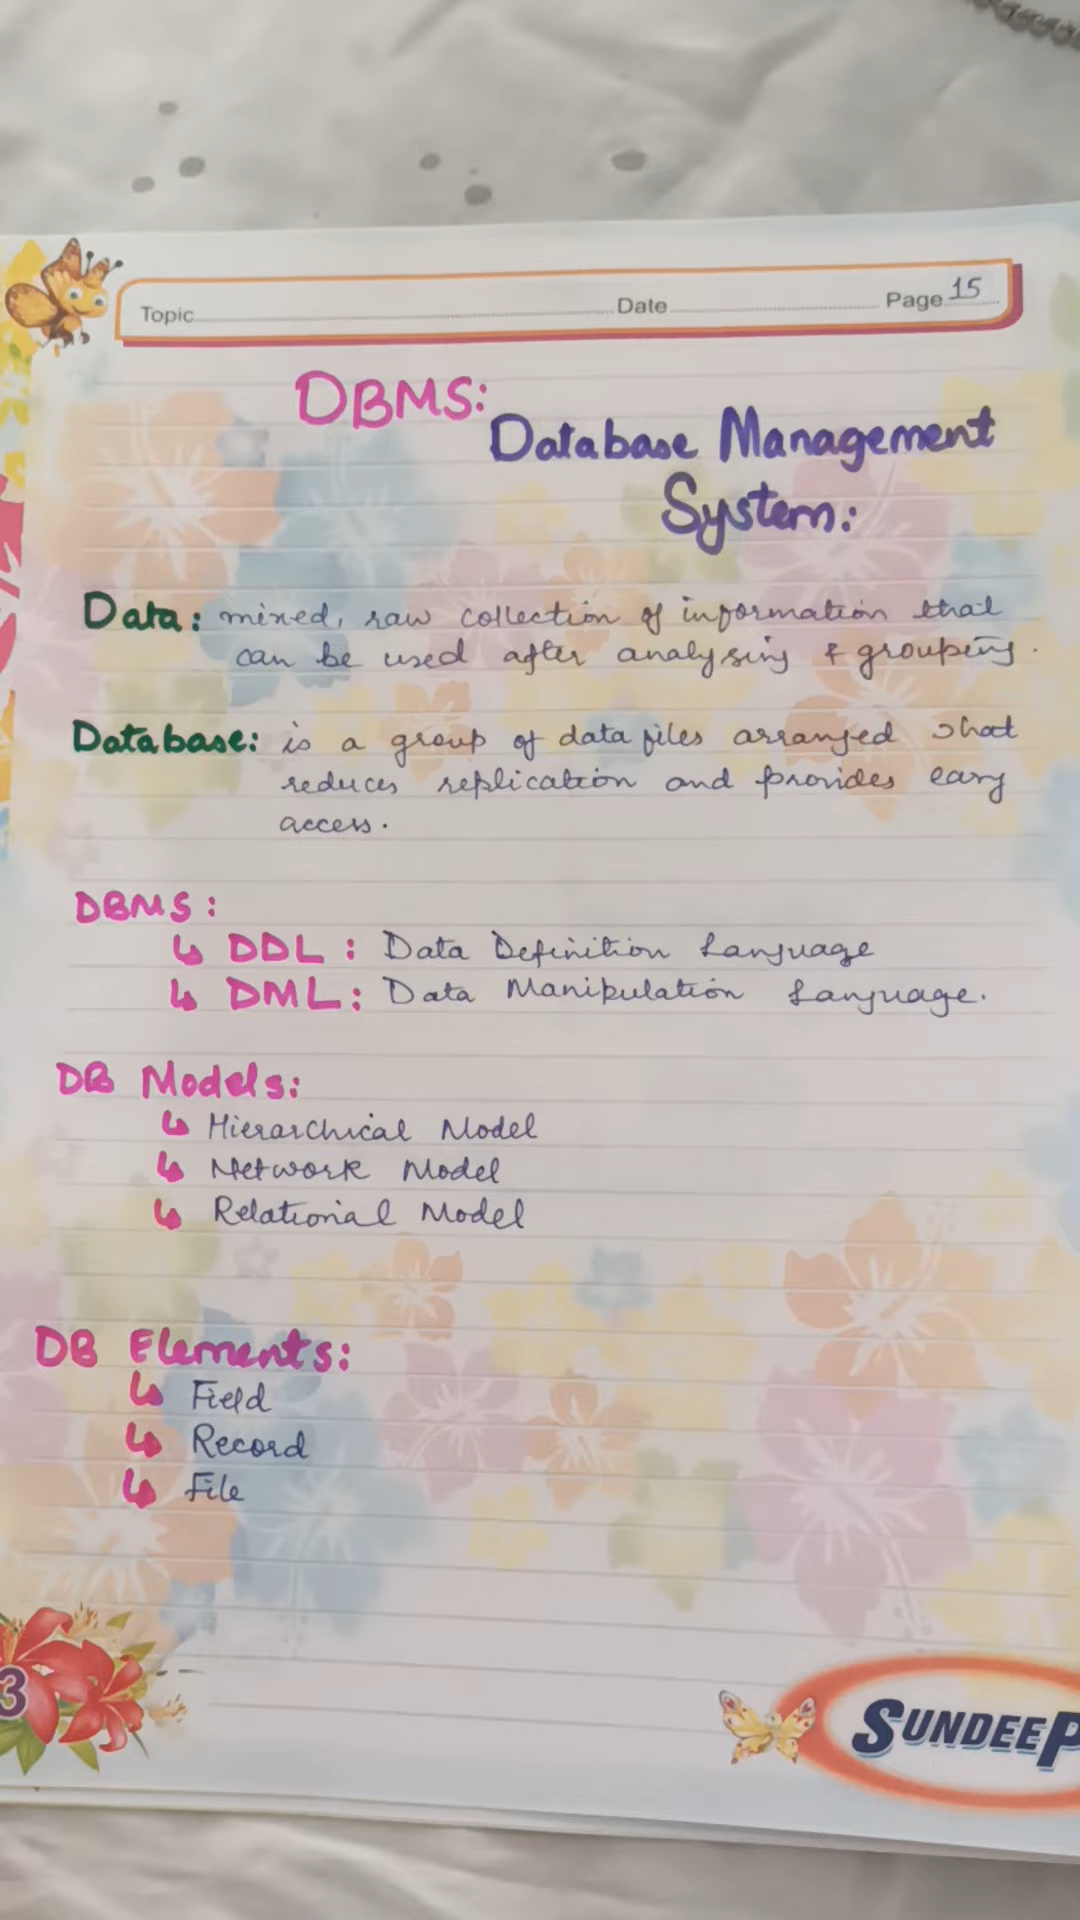 Topic Date Page 15
DBMS:
Database Management
System:
Data: mixed, raw collection of information that
can be used after analysing & grouping.
Database: is a group of data files arranged that
reduces replication and provides easy
access.
DBMS:
↳ DDL: Data Definition Language
↳ DML: Data Manipulation Language.
DB Models:
↳ Hierarchical Model
↳ Network Model
↳ Relational Model
DB Elements:
↳ Field
↳ Record
↳ File
3
SUNDEEP